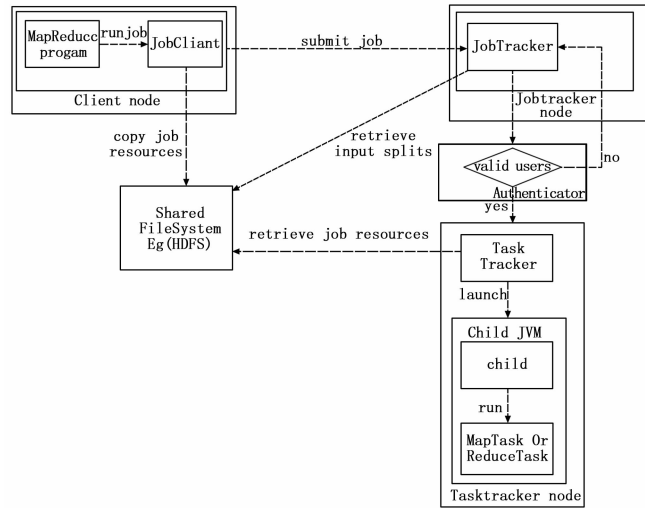 MapReducc
progam
runjob
JobCliant
Client node
submit job
JobTracker
Jobtracker
node
copy job
resources
retrieve
input splits
no
valid users
Authenticator
yes
Shared
FileSystem
Eg(HDFS)
retrieve job resources
Task
Tracker
launch
Child JVM
child
run
MapTask Or
ReduceTask
Tasktracker node